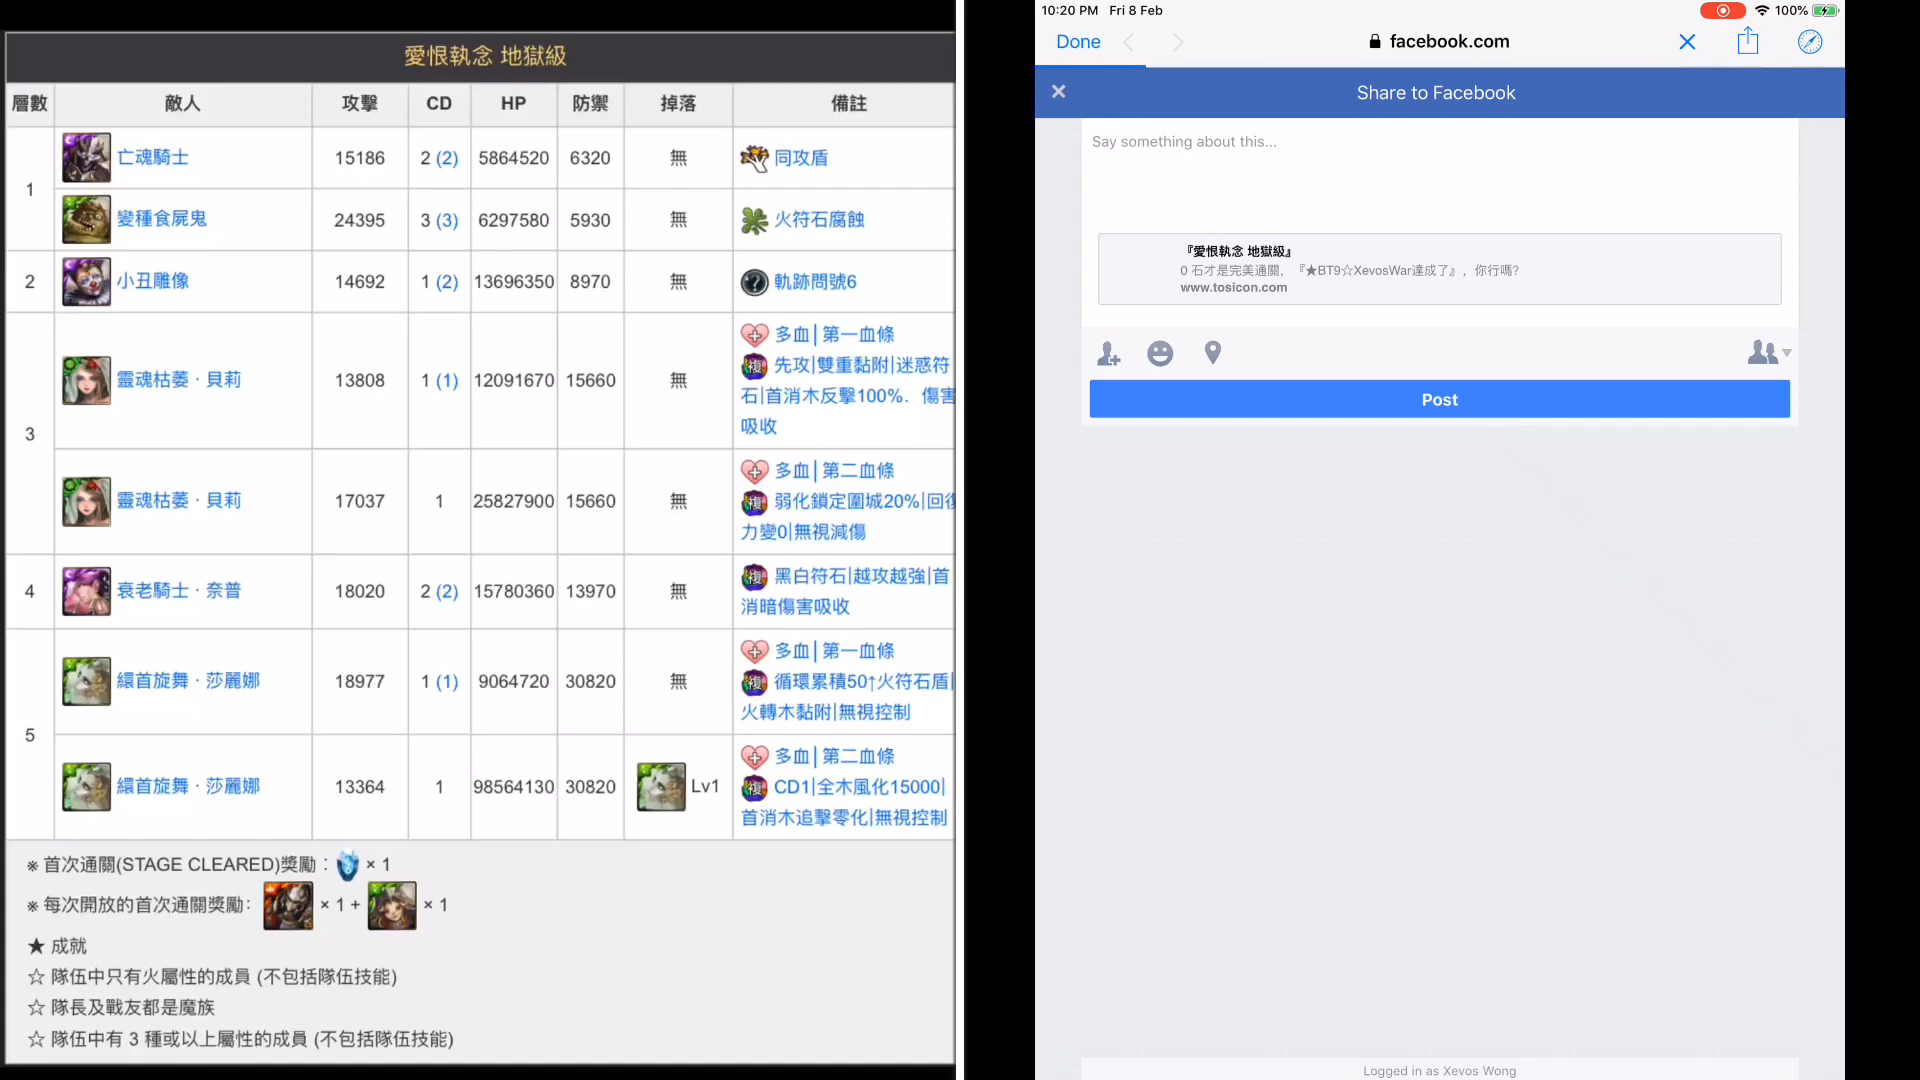 愛恨執念 地獄級
層數 敵人 攻擊 CD HP 防禦 掉落 備註
1
亡魂騎士 15186 2 (2) 5864520 6320 無 同攻盾
變種食屍鬼 24395 3 (3) 6297580 5930 無 火符石腐蝕
2 小丑雕像 14692 1 (2) 13696350 8970 無 軌跡問號6
3
靈魂枯萎 · 貝莉 13808 1 (1) 12091670 15660 無
多血 | 第一血條
先攻|雙重黏附|迷惑符
石|首消木反擊100%．傷害
吸收
靈魂枯萎 · 貝莉 17037 1 25827900 15660 無
多血 | 第二血條
弱化鎖定圍城20%|回復
力變0|無視減傷
4 衰老騎士 · 奈普 18020 2 (2) 15780360 13970 無
黑白符石|越攻越強|首
消暗傷害吸收
5
繯首旋舞 · 莎麗娜 18977 1 (1) 9064720 30820 無
多血 | 第一血條
循環累積50↑火符石盾|
火轉木黏附|無視控制
繯首旋舞 · 莎麗娜 13364 1 98564130 30820 Lv1
多血 | 第二血條
CD1|全木風化15000|
首消木追擊零化|無視控制
※ 首次通關(STAGE CLEARED)獎勵： × 1
※ 每次開放的首次通關獎勵： × 1 + × 1
★ 成就
☆ 隊伍中只有火屬性的成員 (不包括隊伍技能)
☆ 隊長及戰友都是魔族
☆ 隊伍中有 3 種或以上屬性的成員 (不包括隊伍技能)
10:20 PM Fri 8 Feb 100%
Done facebook.com
Share to Facebook
Say something about this...
『愛恨執念 地獄級』
0 石才是完美通關，『★BT9☆XevosWar達成了』，你行嗎?
www.tosicon.com
Post
Logged in as Xevos Wong